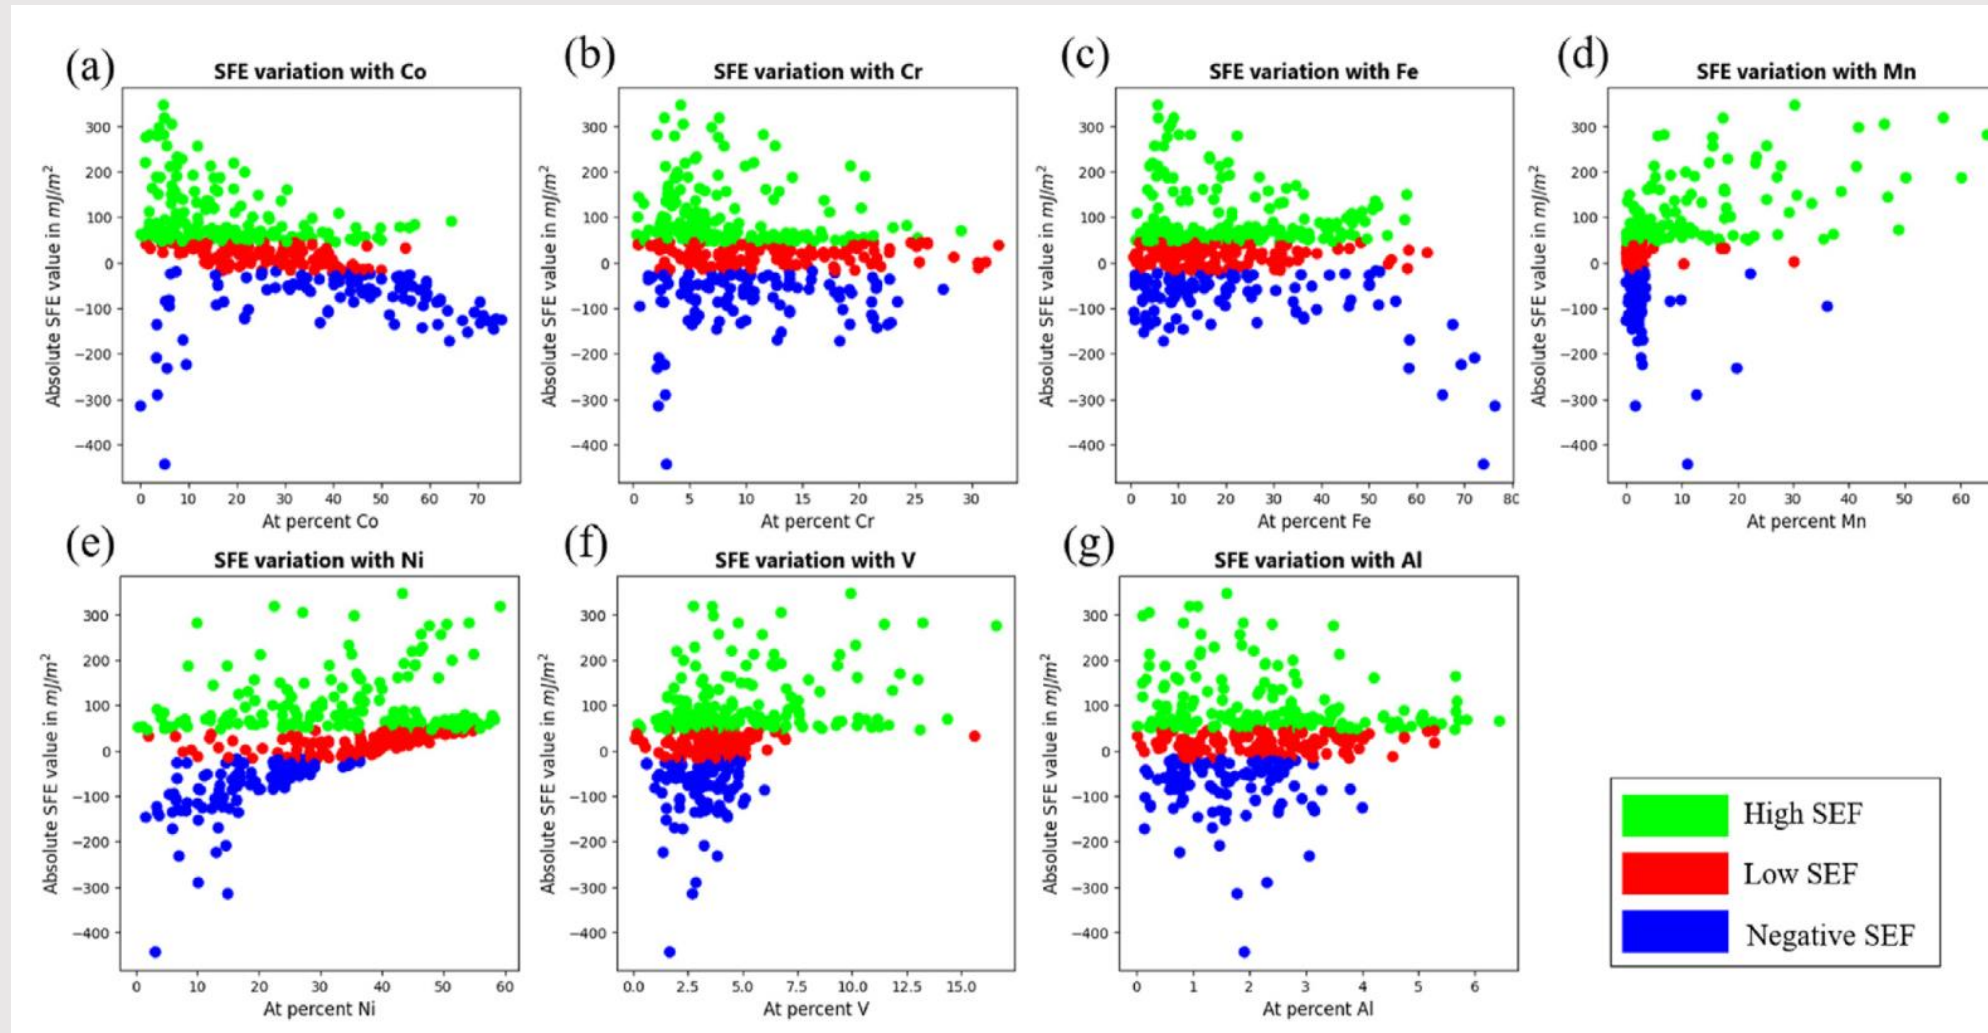 (a)
SFE variation with Co
Absolute SFE value in mJ/m²
300
200
100
0
−100
−200
−300
−400
0 10 20 30 40 50 60 70
At percent Co
(b)
SFE variation with Cr
Absolute SFE value in mJ/m²
300
200
100
0
−100
−200
−300
−400
0 5 10 15 20 25 30
At percent Cr
(c)
SFE variation with Fe
Absolute SFE value in mJ/m²
300
200
100
0
−100
−200
−300
−400
0 10 20 30 40 50 60 70 80
At percent Fe
(d)
SFE variation with Mn
Absolute SFE value in mJ/m²
300
200
100
0
−100
−200
−300
−400
0 10 20 30 40 50 60
At percent Mn
(e)
SFE variation with Ni
Absolute SFE value in mJ/m²
300
200
100
0
−100
−200
−300
−400
0 10 20 30 40 50 60
At percent Ni
(f)
SFE variation with V
Absolute SFE value in mJ/m²
300
200
100
0
−100
−200
−300
−400
0.0 2.5 5.0 7.5 10.0 12.5 15.0
At percent V
(g)
SFE variation with Al
Absolute SFE value in mJ/m²
300
200
100
0
−100
−200
−300
−400
0 1 2 3 4 5 6
At percent Al
High SEF
Low SEF
Negative SEF